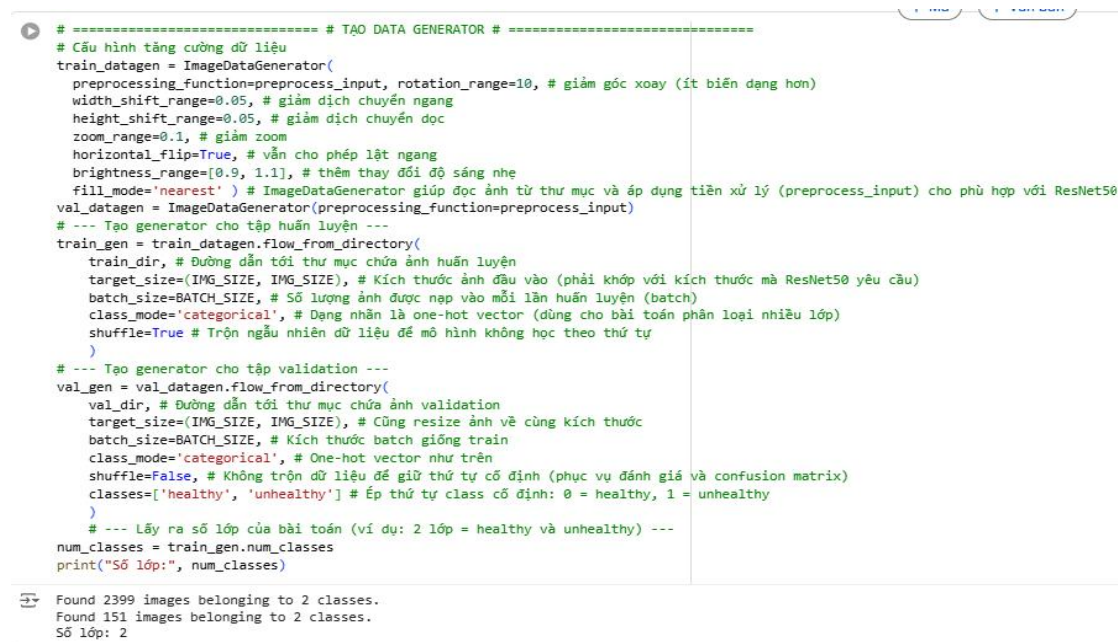 # =============================== # TẠO DATA GENERATOR # ===============================
# Cấu hình tăng cường dữ liệu
train_datagen = ImageDataGenerator(
preprocessing_function=preprocess_input, rotation_range=10, # giảm góc xoay (ít biến dạng hơn)
width_shift_range=0.05, # giảm dịch chuyển ngang
height_shift_range=0.05, # giảm dịch chuyển dọc
zoom_range=0.1, # giảm zoom
horizontal_flip=True, # vẫn cho phép lật ngang
brightness_range=[0.9, 1.1], # thêm thay đổi độ sáng nhẹ
fill_mode='nearest' ) # ImageDataGenerator giúp đọc ảnh từ thư mục và áp dụng tiền xử lý (preprocess_input) cho phù hợp với ResNet50
val_datagen = ImageDataGenerator(preprocessing_function=preprocess_input)
# --- Tạo generator cho tập huấn luyện ---
train_gen = train_datagen.flow_from_directory(
train_dir, # Đường dẫn tới thư mục chứa ảnh huấn luyện
target_size=(IMG_SIZE, IMG_SIZE), # Kích thước ảnh đầu vào (phải khớp với kích thước mà ResNet50 yêu cầu)
batch_size=BATCH_SIZE, # Số lượng ảnh được nạp vào mỗi lần huấn luyện (batch)
class_mode='categorical', # Dạng nhãn là one-hot vector (dùng cho bài toán phân loại nhiều lớp)
shuffle=True # Trộn ngẫu nhiên dữ liệu để mô hình không học theo thứ tự
)
# --- Tạo generator cho tập validation ---
val_gen = val_datagen.flow_from_directory(
val_dir, # Đường dẫn tới thư mục chứa ảnh validation
target_size=(IMG_SIZE, IMG_SIZE), # Cũng resize ảnh về cùng kích thước
batch_size=BATCH_SIZE, # Kích thước batch giống train
class_mode='categorical', # One-hot vector như trên
shuffle=False, # Không trộn dữ liệu để giữ thứ tự cố định (phục vụ đánh giá và confusion matrix)
classes=['healthy', 'unhealthy'] # Ép thứ tự class cố định: 0 = healthy, 1 = unhealthy
)
# --- Lấy ra số lớp của bài toán (ví dụ: 2 lớp = healthy và unhealthy) ---
num_classes = train_gen.num_classes
print("Số lớp:", num_classes)
Found 2399 images belonging to 2 classes.
Found 151 images belonging to 2 classes.
Số lớp: 2